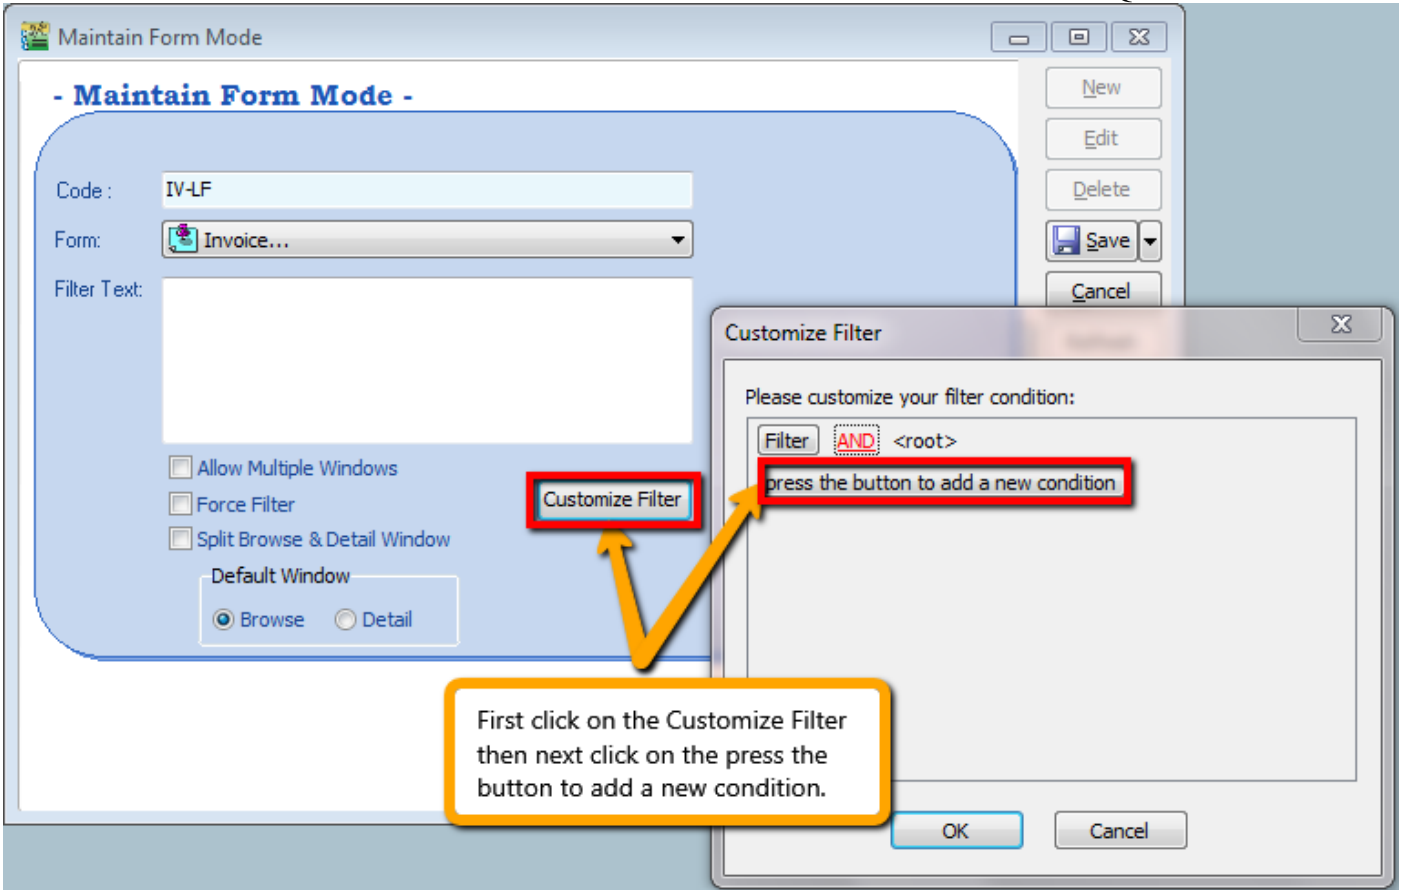 Maintain Form Mode
- Maintain Form Mode -
New
Edit
Delete
Save
Cancel
Code :
IV-LF
Form:
Invoice...
Filter Text:
Allow Multiple Windows
Force Filter
Split Browse & Detail Window
Default Window
Browse
Detail
Customize Filter
Customize Filter
Please customize your filter condition:
Filter AND <root>
press the button to add a new condition
OK
Cancel
First click on the Customize Filter
then next click on the press the
button to add a new condition.